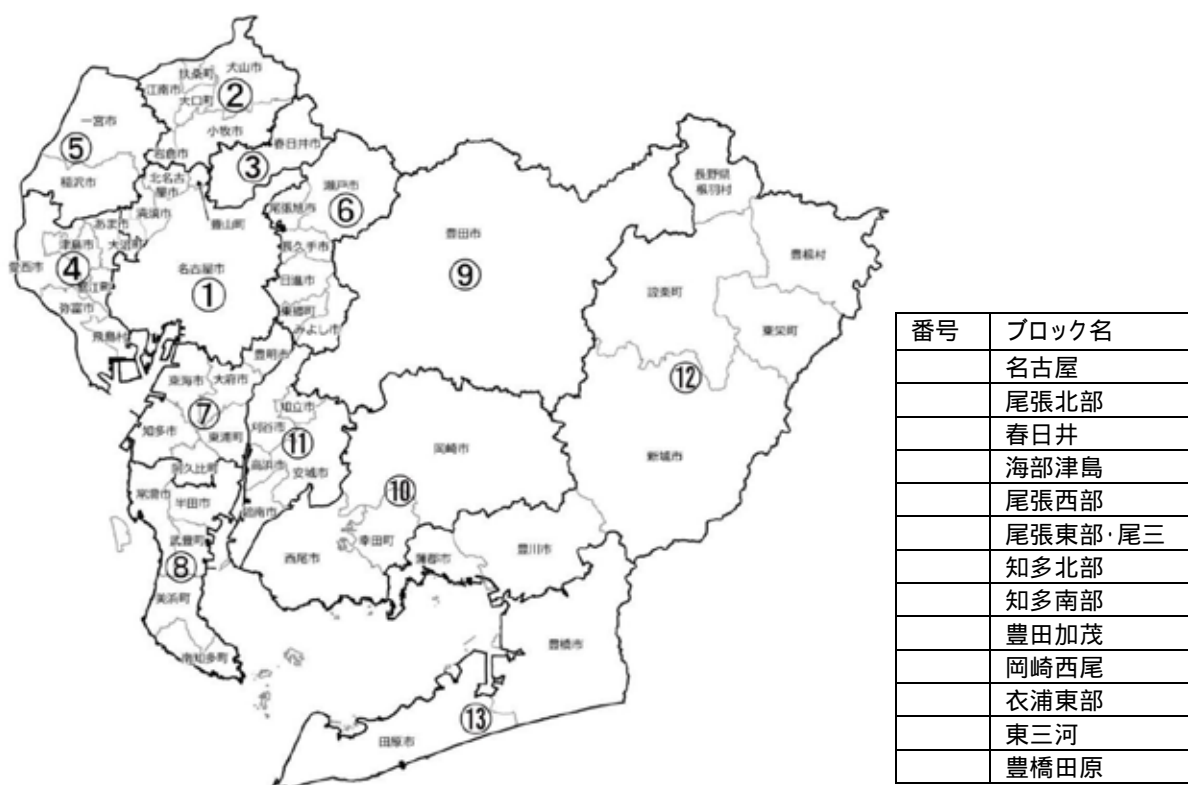 扶桑町
犬山市
江南市
大口町
②
小牧市
岩倉市
一宮市
⑤
稲沢市
春日井市
③
北名古
屋市
清須市
豊山町
瀬戸市
⑥
尾張旭市
長久手市
日進市
東郷町
みよし市
あま市
津島市
大治町
④
愛西市
蟹江町
弥富市
飛島村
名古屋市
①
豊田市
⑨
長野県
根羽村
豊根村
設楽町
東栄町
⑫
新城市
豊明市
東海市
大府市
⑦
知多市
東浦町
阿久比町
知立市
刈谷市
⑪
高浜市
安城市
碧南市
岡崎市
⑩
西尾市
幸田町
蒲郡市
豊川市
常滑市
半田市
武豊町
⑧
美浜町
南知多町
豊橋市
⑬
田原市
番号 ブロック名
名古屋
尾張北部
春日井
海部津島
尾張西部
尾張東部・尾三
知多北部
知多南部
豊田加茂
岡崎西尾
衣浦東部
東三河
豊橋田原